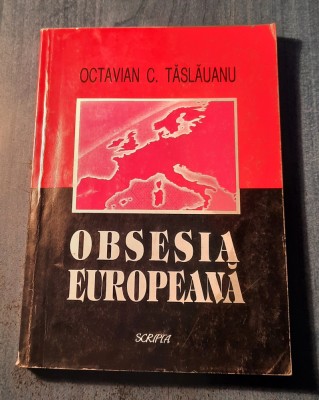 OCTAVIAN C. TĂSLĂUANU
OBSESIA
EUROPEANĂ
SCRIPTA